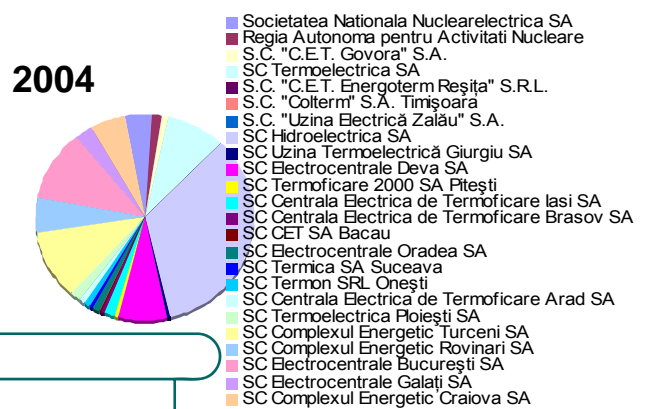 2004
Societatea Nationala Nuclearelectrica SA
Regia Autonoma pentru Activitati Nucleare
S.C. "C.E.T. Govora" S.A.
SC Termoelectrica SA
S.C. "C.E.T. Energoterm Reşiţa" S.R.L.
S.C. "Colterm" S.A. Timişoara
S.C. "Uzina Electrică Zalău" S.A.
SC Hidroelectrica SA
SC Uzina Termoelectrică Giurgiu SA
SC Electrocentrale Deva SA
SC Termoficare 2000 SA Piteşti
SC Centrala Electrica de Termoficare Iasi SA
SC Centrala Electrica de Termoficare Brasov SA
SC CET SA Bacau
SC Electrocentrale Oradea SA
SC Termica SA Suceava
SC Termon SRL Oneşti
SC Centrala Electrica de Termoficare Arad SA
SC Termoelectrica Ploieşti SA
SC Complexul Energetic Turceni SA
SC Complexul Energetic Rovinari SA
SC Electrocentrale Bucureşti SA
SC Electrocentrale Galaţi SA
SC Complexul Energetic Craiova SA